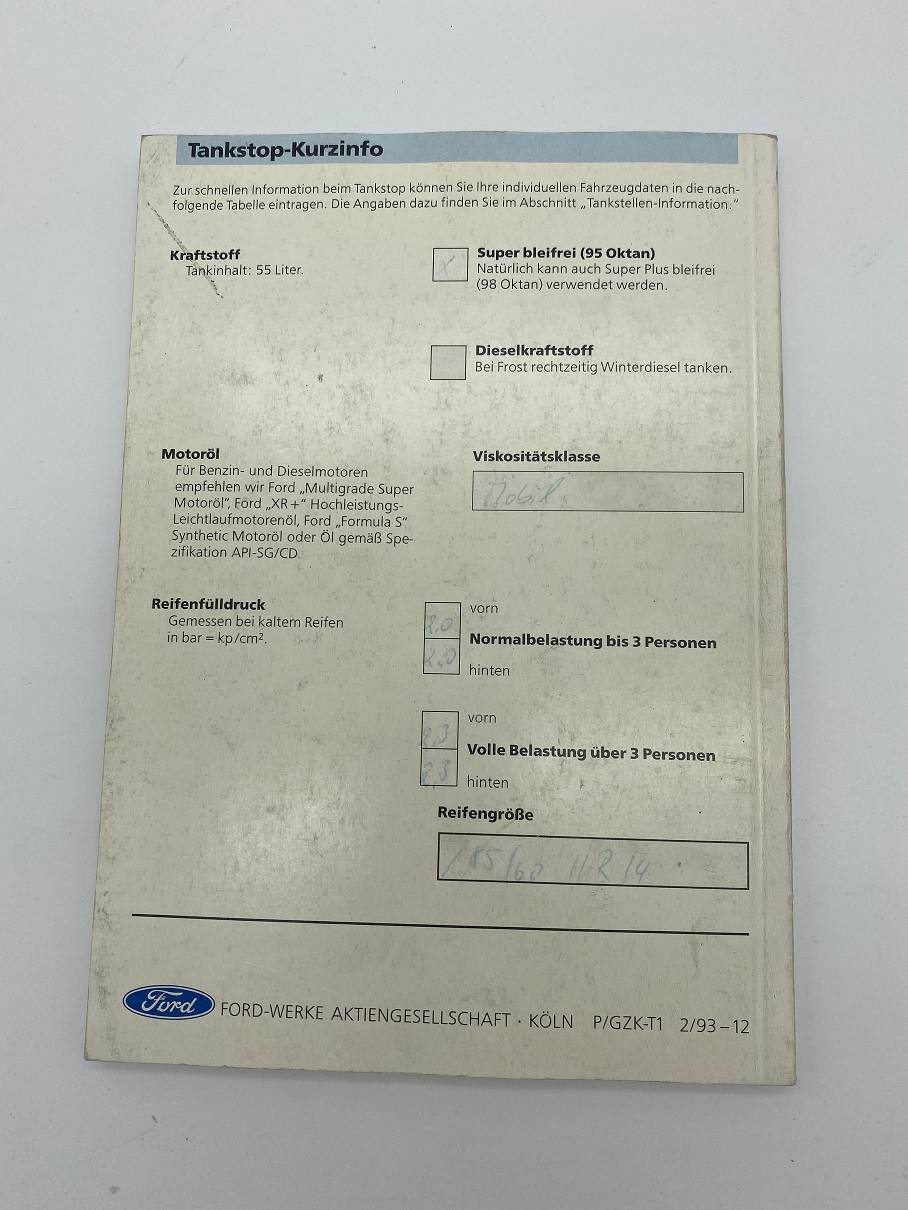 Tankstop-Kurzinfo
Zur schnellen Information beim Tankstop können Sie Ihre individuellen Fahrzeugdaten in die nach-
folgende Tabelle eintragen. Die Angaben dazu finden Sie im Abschnitt „Tankstellen-Information.“
Kraftstoff
Tankinhalt: 55 Liter.
X
Super bleifrei (95 Oktan)
Natürlich kann auch Super Plus bleifrei
(98 Oktan) verwendet werden.
Dieselkraftstoff
Bei Frost rechtzeitig Winterdiesel tanken.
Motoröl
Für Benzin- und Dieselmotoren
empfehlen wir Ford „Multigrade Super
Motoröl“, Ford „XR+“ Hochleistungs-
Leichtlaufmotorenöl, Ford „Formula S“
Synthetic Motoröl oder Öl gemäß Spe-
zifikation API-SG/CD.
Viskositätsklasse
Mobil
Reifenfülldruck
Gemessen bei kaltem Reifen
in bar = kp/cm².
vorn
2.0
Normalbelastung bis 3 Personen
2,0
hinten
vorn
2,3
Volle Belastung über 3 Personen
2,3
hinten
Reifengröße
185/60 HR 14
Ford FORD-WERKE AKTIENGESELLSCHAFT · KÖLN P/GZK-T1 2/93–12